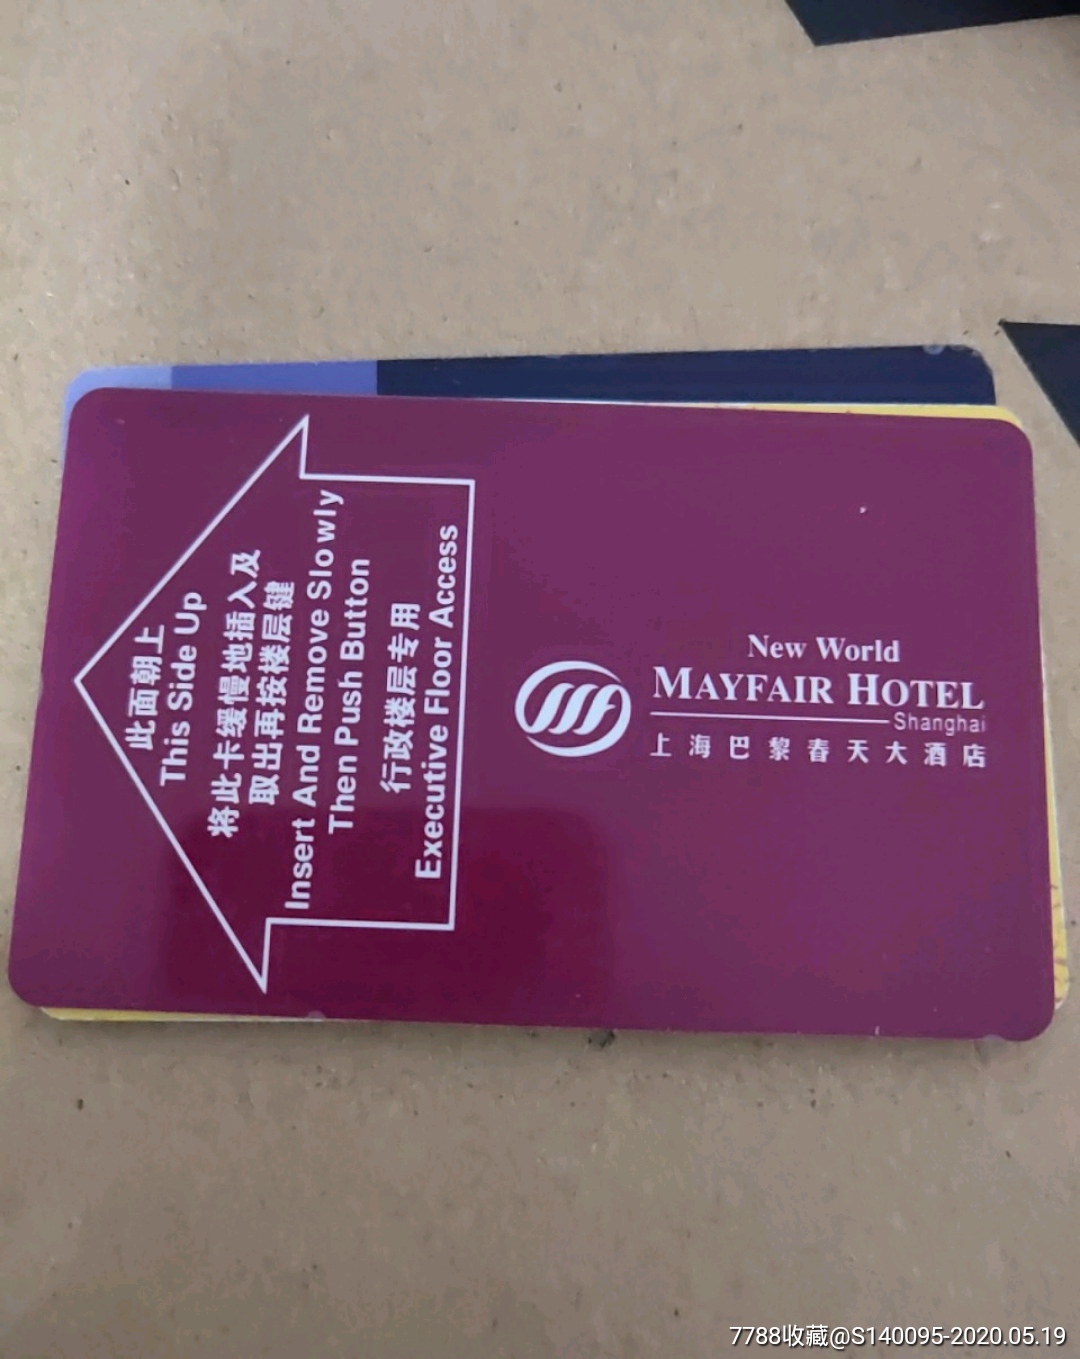 此面朝上
This Side Up
将此卡缓慢地插入及
取出再按楼层键
Insert And Remove Slowly
Then Push Button
行政楼层专用
Executive Floor Access
New World
MAYFAIR HOTEL
Shanghai
上海巴黎春天大酒店
7788收藏@S140095-2020.05.19